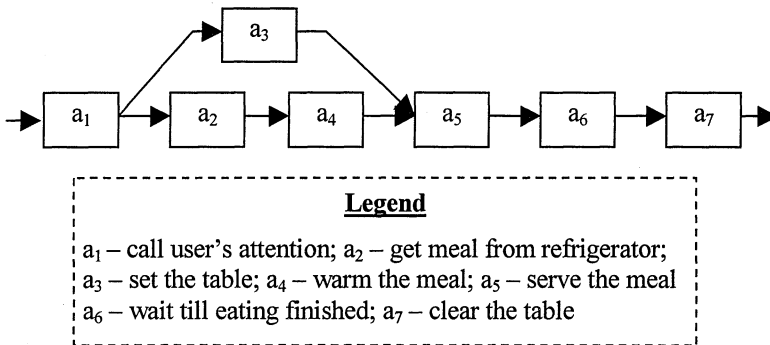 a3
a1
a2
a4
a5
a6
a7
Legend
a1 – call user's attention; a2 – get meal from refrigerator;
a3 – set the table; a4 – warm the meal; a5 – serve the meal
a6 – wait till eating finished; a7 – clear the table